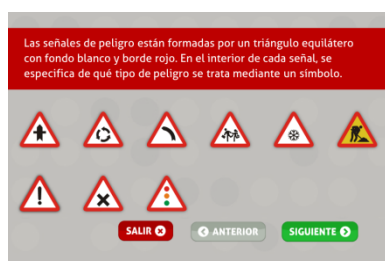 Las señales de peligro están formadas por un triángulo equilátero
con fondo blanco y borde rojo. En el interior de cada señal, se
especifica de qué tipo de peligro se trata mediante un símbolo.
SALIR
ANTERIOR
SIGUIENTE